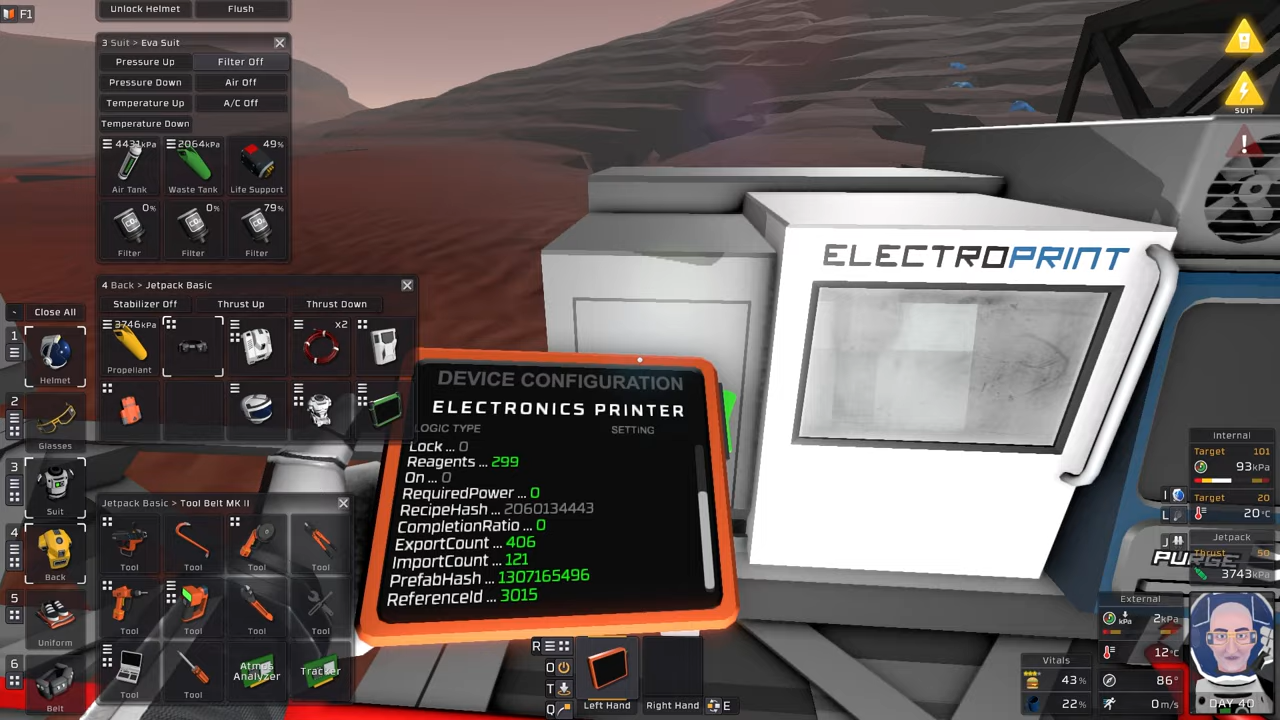 F1
Unlock Helmet Flush
3 Suit > Eva Suit
Pressure Up Filter Off
Pressure Down Air Off
Temperature Up A/C Off
Temperature Down
4431kPa 2064kPa 49%
Air Tank Waste Tank Life Support
0% 0% 79%
Filter Filter Filter
4 Back > Jetpack Basic
Stabilizer Off Thrust Up Thrust Down
3746kPa x2
Propellant
Close All
1
Helmet
2
Glasses
3
Suit
4
Back
5
Uniform
6
Belt
Jetpack Basic > Tool Belt MK II
Tool Tool Tool Tool
Tool Tool Tool Tool
Tool Tool Atmos Analyzer Tracker
DEVICE CONFIGURATION
ELECTRONICS PRINTER
LOGIC TYPE SETTING
Lock ... 0
Reagents ... 299
On ... 0
RequiredPower ... 0
RecipeHash ... 2060134443
CompletionRatio ... 0
ExportCount ... 406
ImportCount ... 121
PrefabHash ... 1307165496
ReferenceId ... 3015
ELECTROPRINT
SUIT
!
Internal
Target 101
93kPa
Target 20
20°C
Jetpack
Thrust 50
3743kPa
PURGE
External
2kPa
12°C
86°
0m/s
Vitals
43%
22%
DAY 40
R
O
T
Q
Left Hand Right Hand E
I
L
J